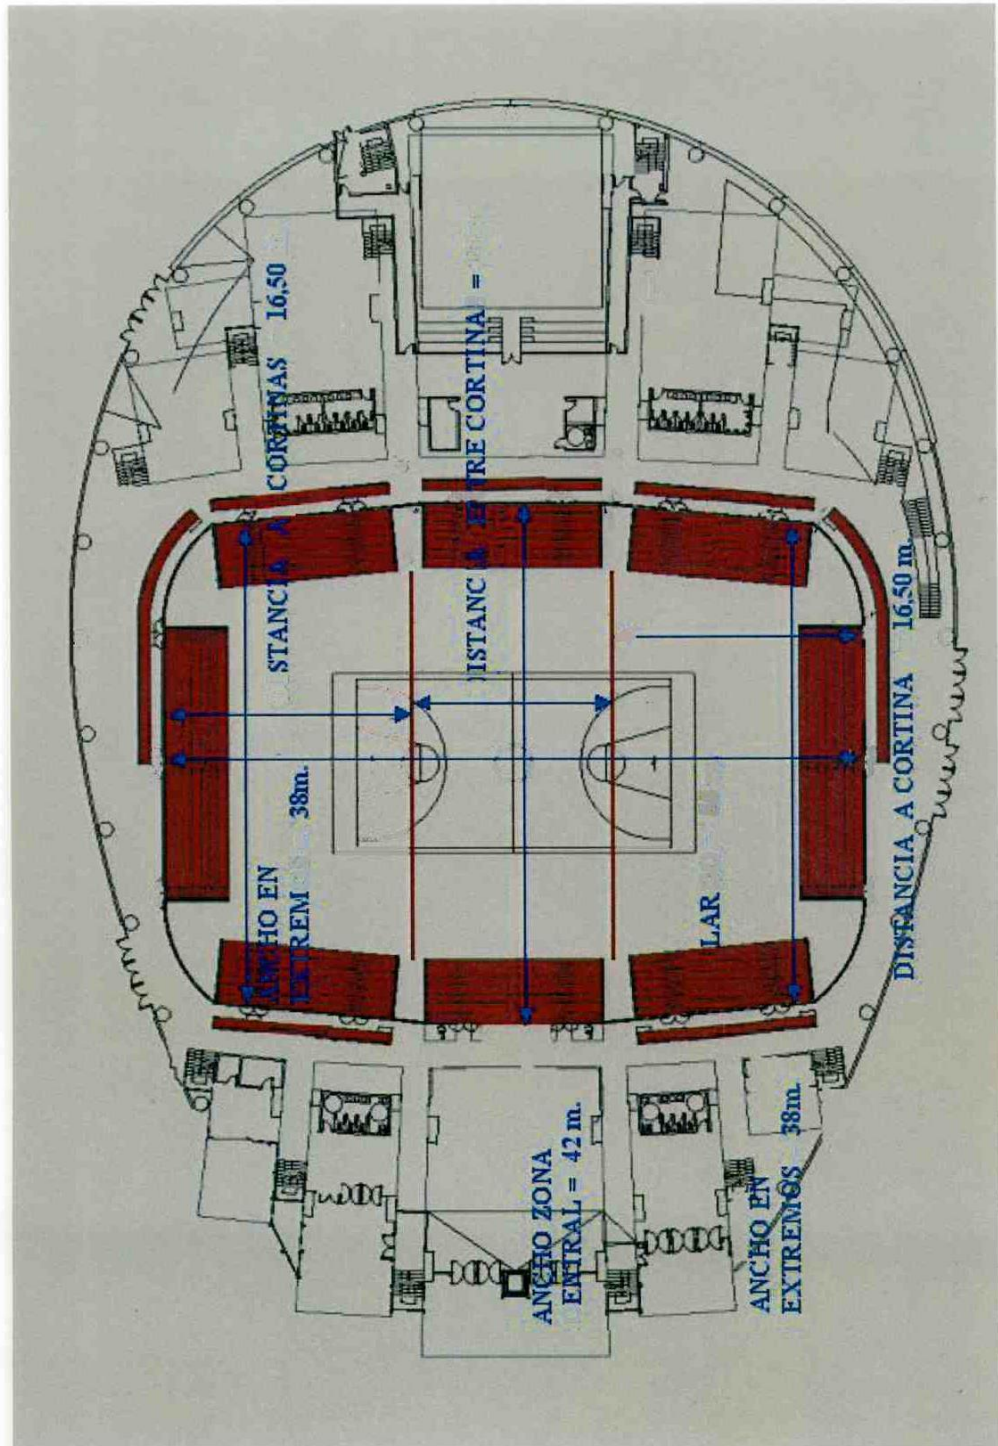 STANCIA A CORTINAS 16,50
ISTANCIA ENTRE CORTINA =
ANCHO EN
EXTREM S 38m.
LAR
DISTANCIA A CORTINA 16,50 m.
ANCHO ZONA
ENTRAL = 42 m.
ANCHO EN
EXTREMOS 38m.